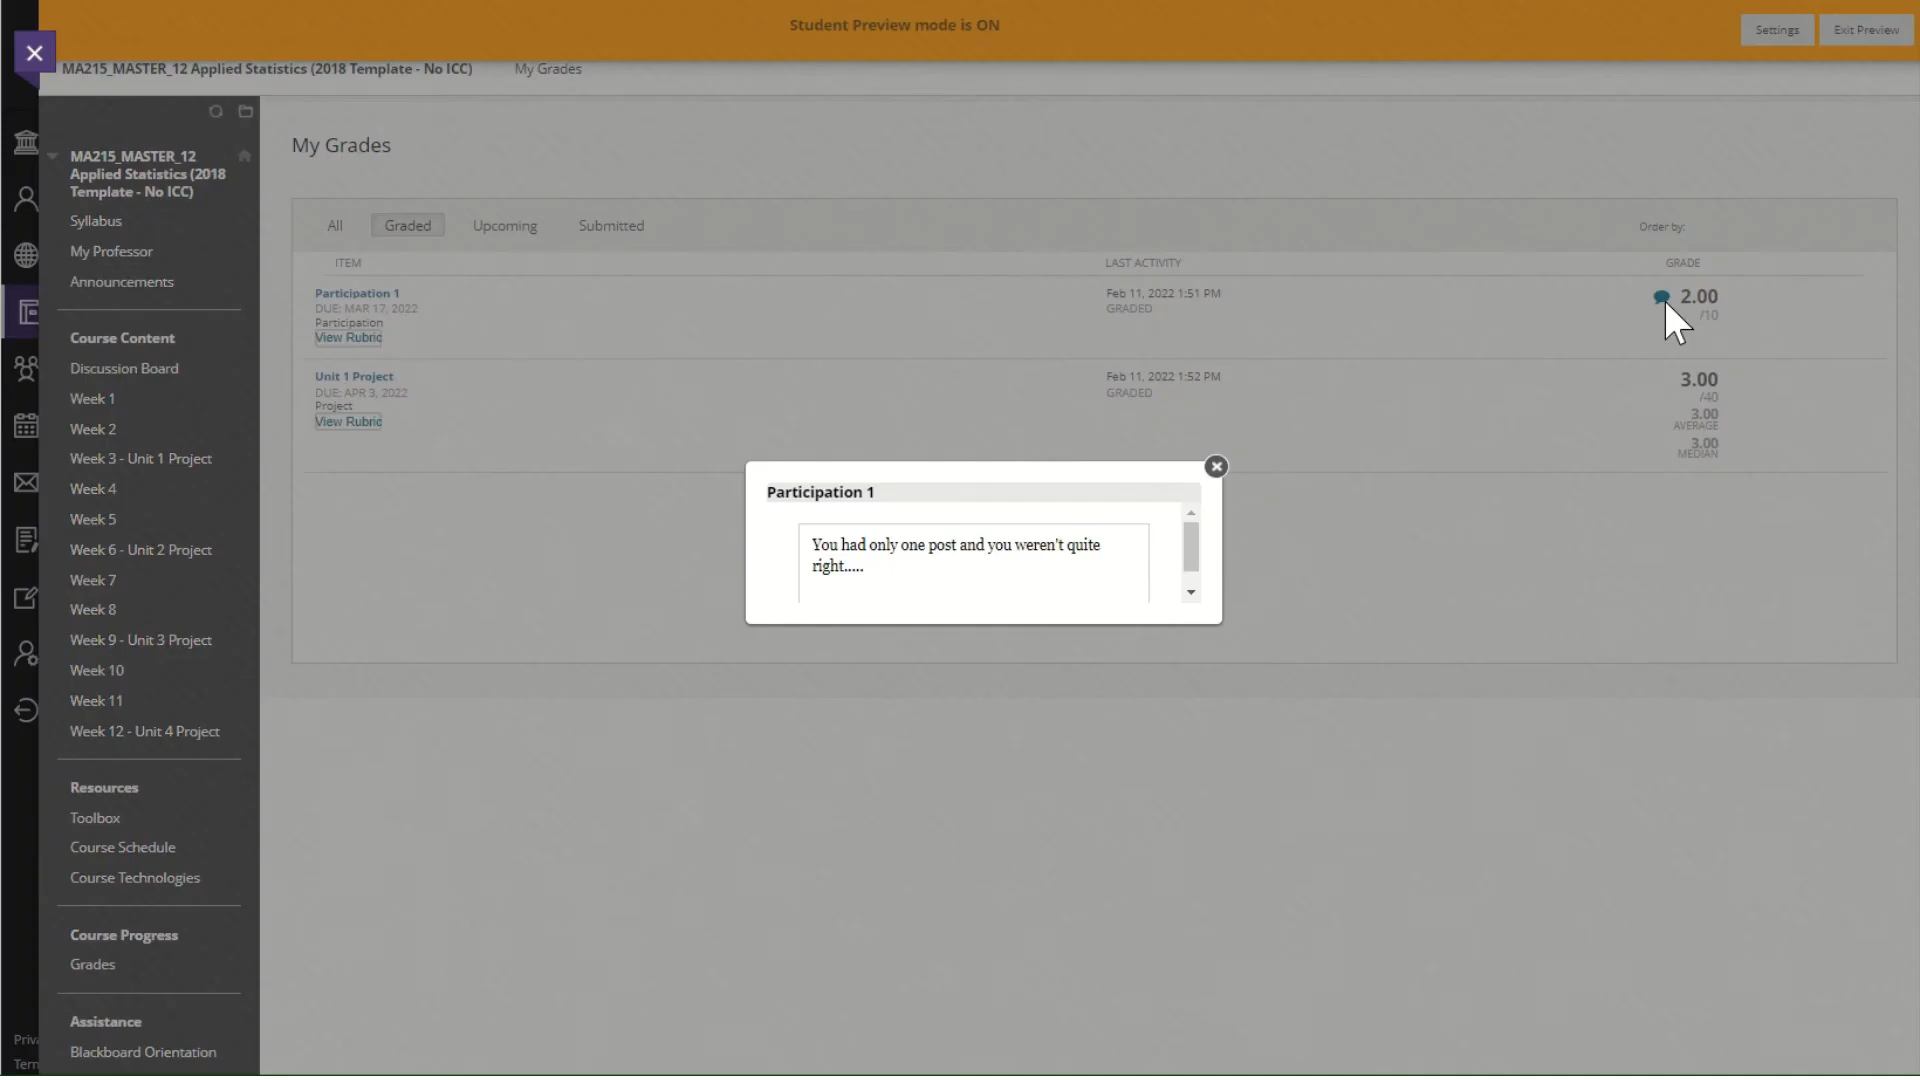 Student Preview mode is ON
Settings
Exit Preview
MA215_MASTER_12 Applied Statistics (2018 Template - No ICC)
My Grades
MA215_MASTER_12
Applied Statistics (2018
Template - No ICC)
Syllabus
My Professor
Announcements
Course Content
Discussion Board
Week 1
Week 2
Week 3 - Unit 1 Project
Week 4
Week 5
Week 6 - Unit 2 Project
Week 7
Week 8
Week 9 - Unit 3 Project
Week 10
Week 11
Week 12 - Unit 4 Project
Resources
Toolbox
Course Schedule
Course Technologies
Course Progress
Grades
Assistance
Blackboard Orientation
My Grades
All
Graded
Upcoming
Submitted
Order by:
ITEM
LAST ACTIVITY
GRADE
Participation 1
DUE: MAR 17, 2022
Participation
View Rubric
Feb 11, 2022 1:51 PM
GRADED
2.00
/10
Unit 1 Project
DUE: APR 3, 2022
Project
View Rubric
Feb 11, 2022 1:52 PM
GRADED
3.00
/40
3.00
AVERAGE
3.00
MEDIAN
Participation 1
You had only one post and you weren't quite
right.....